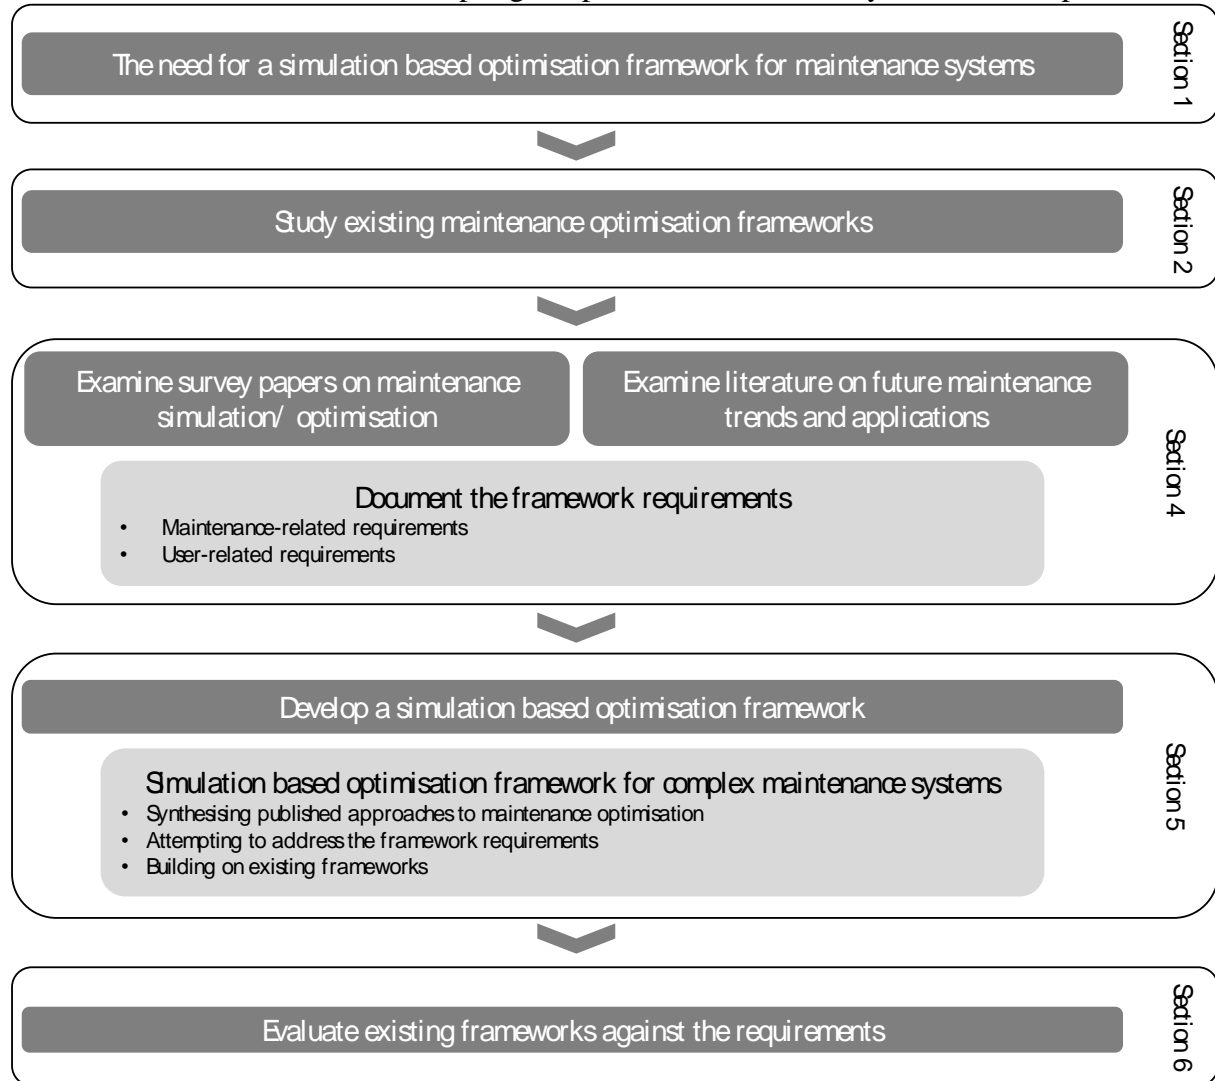 The need for a simulation based optimisation framework for maintenance systems
Section 1
Study existing maintenance optimisation frameworks
Section 2
Examine survey papers on maintenance
simulation/ optimisation
Examine literature on future maintenance
trends and applications
Document the framework requirements
• Maintenance-related requirements
• User-related requirements
Section 4
Develop a simulation based optimisation framework
Simulation based optimisation framework for complex maintenance systems
• Synthesising published approaches to maintenance optimisation
• Attempting to address the framework requirements
• Building on existing frameworks
Section 5
Evaluate existing frameworks against the requirements
Section 6